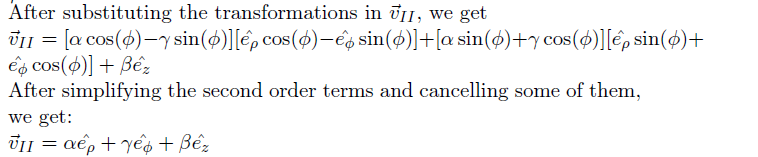 After substituting the transformations in $\vec{v}_{II}$, we get
$\vec{v}_{II} = [\alpha \cos(\phi) - \gamma \sin(\phi)][\hat{e_\rho} \cos(\phi) - \hat{e_\phi} \sin(\phi)] + [\alpha \sin(\phi) + \gamma \cos(\phi)][\hat{e_\rho} \sin(\phi) +$
$\hat{e_\phi} \cos(\phi)] + \beta \hat{e_z}$
After simplifying the second order terms and cancelling some of them,
we get:
$\vec{v}_{II} = \alpha \hat{e_\rho} + \gamma \hat{e_\phi} + \beta \hat{e_z}$